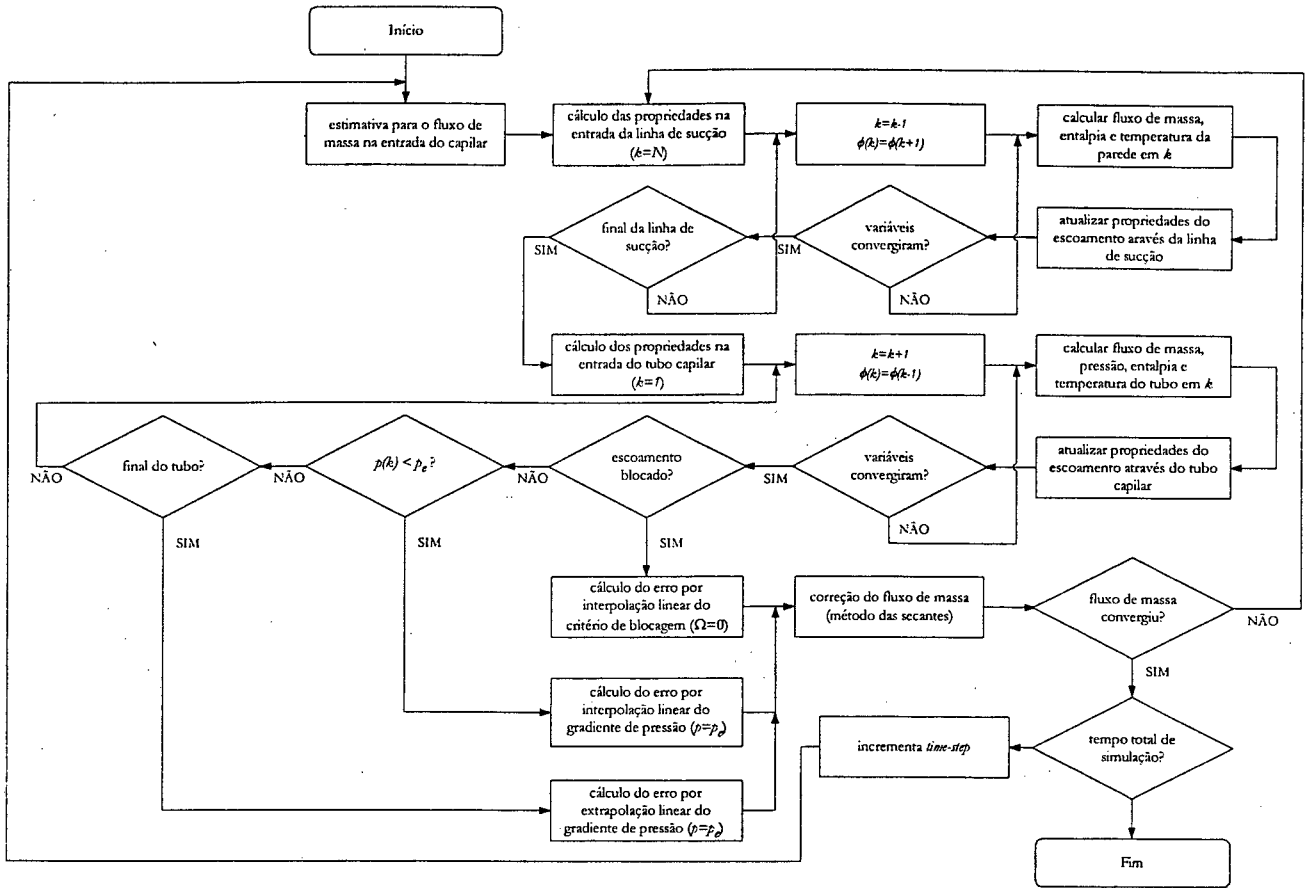 Início
estimativa para o fluxo de
massa na entrada do capilar
cálculo das propriedades na
entrada da linha de sucção
(k=N)
k=k-1
ϕ(k)=ϕ(k+1)
calcular fluxo de massa,
entalpia e temperatura da
parede em k
final da linha de
sucção?
SIM
NÃO
variáveis
convergiram?
SIM
NÃO
atualizar propriedades do
escoamento aravés da linha
de sucção
cálculo dos propriedades na
entrada do tubo capilar
(k=1)
k=k+1
ϕ(k)=ϕ(k-1)
calcular fluxo de massa,
pressão, entalpia e
temperatura do tubo em k
final do tubo?
NÃO
SIM
p(k) < pe ?
NÃO
SIM
escoamento
blocado?
NÃO
SIM
variáveis
convergiram?
SIM
NÃO
atualizar propriedades do
escoamento através do tubo
capilar
cálculo do erro por
interpolação linear do
critério de blocagem (Ω=0)
correção do fluxo de massa
(método das secantes)
fluxo de massa
convergiu?
NÃO
SIM
cálculo do erro por
interpolação linear do
gradiente de pressão (p=pe)
incrementa time-step
tempo total de
simulação?
cálculo do erro por
extrapolação linear do
gradiente de pressão (p=pe)
Fim